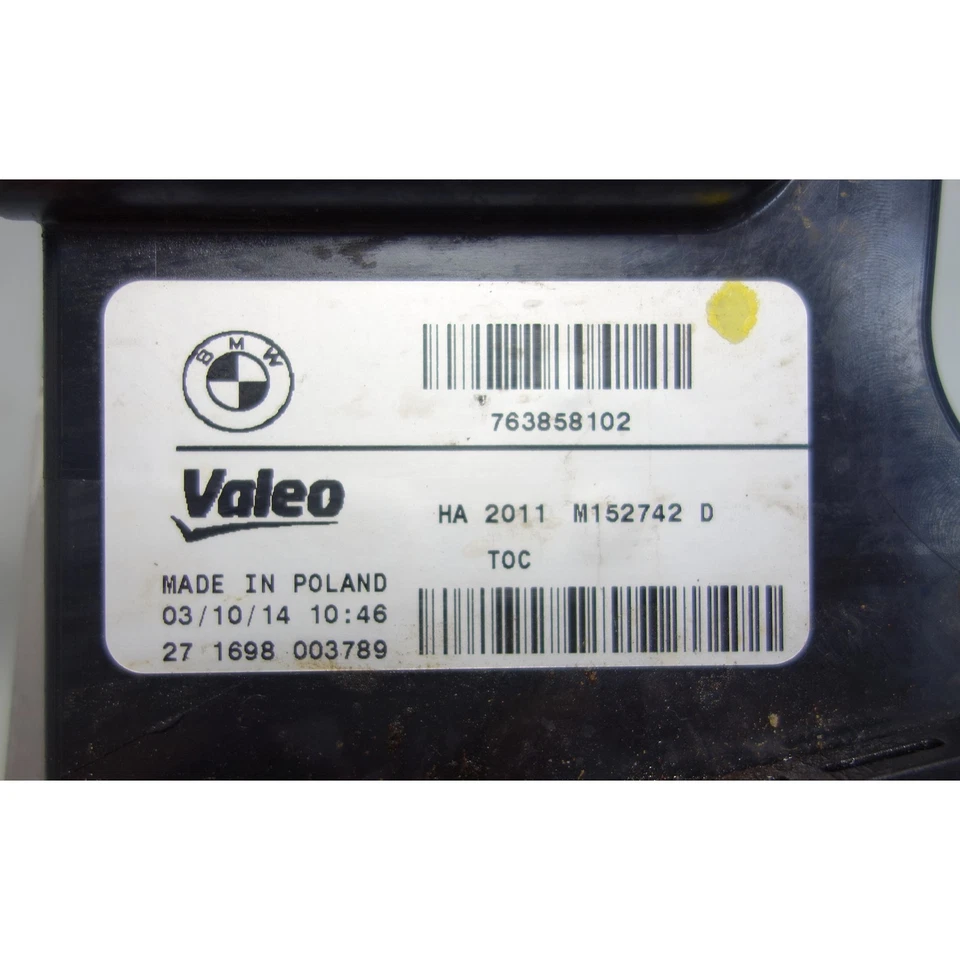 BMW
763858102
Valeo
HA 2011 M152742 D
TOC
MADE IN POLAND
03/10/14 10:46
27 1698 003789